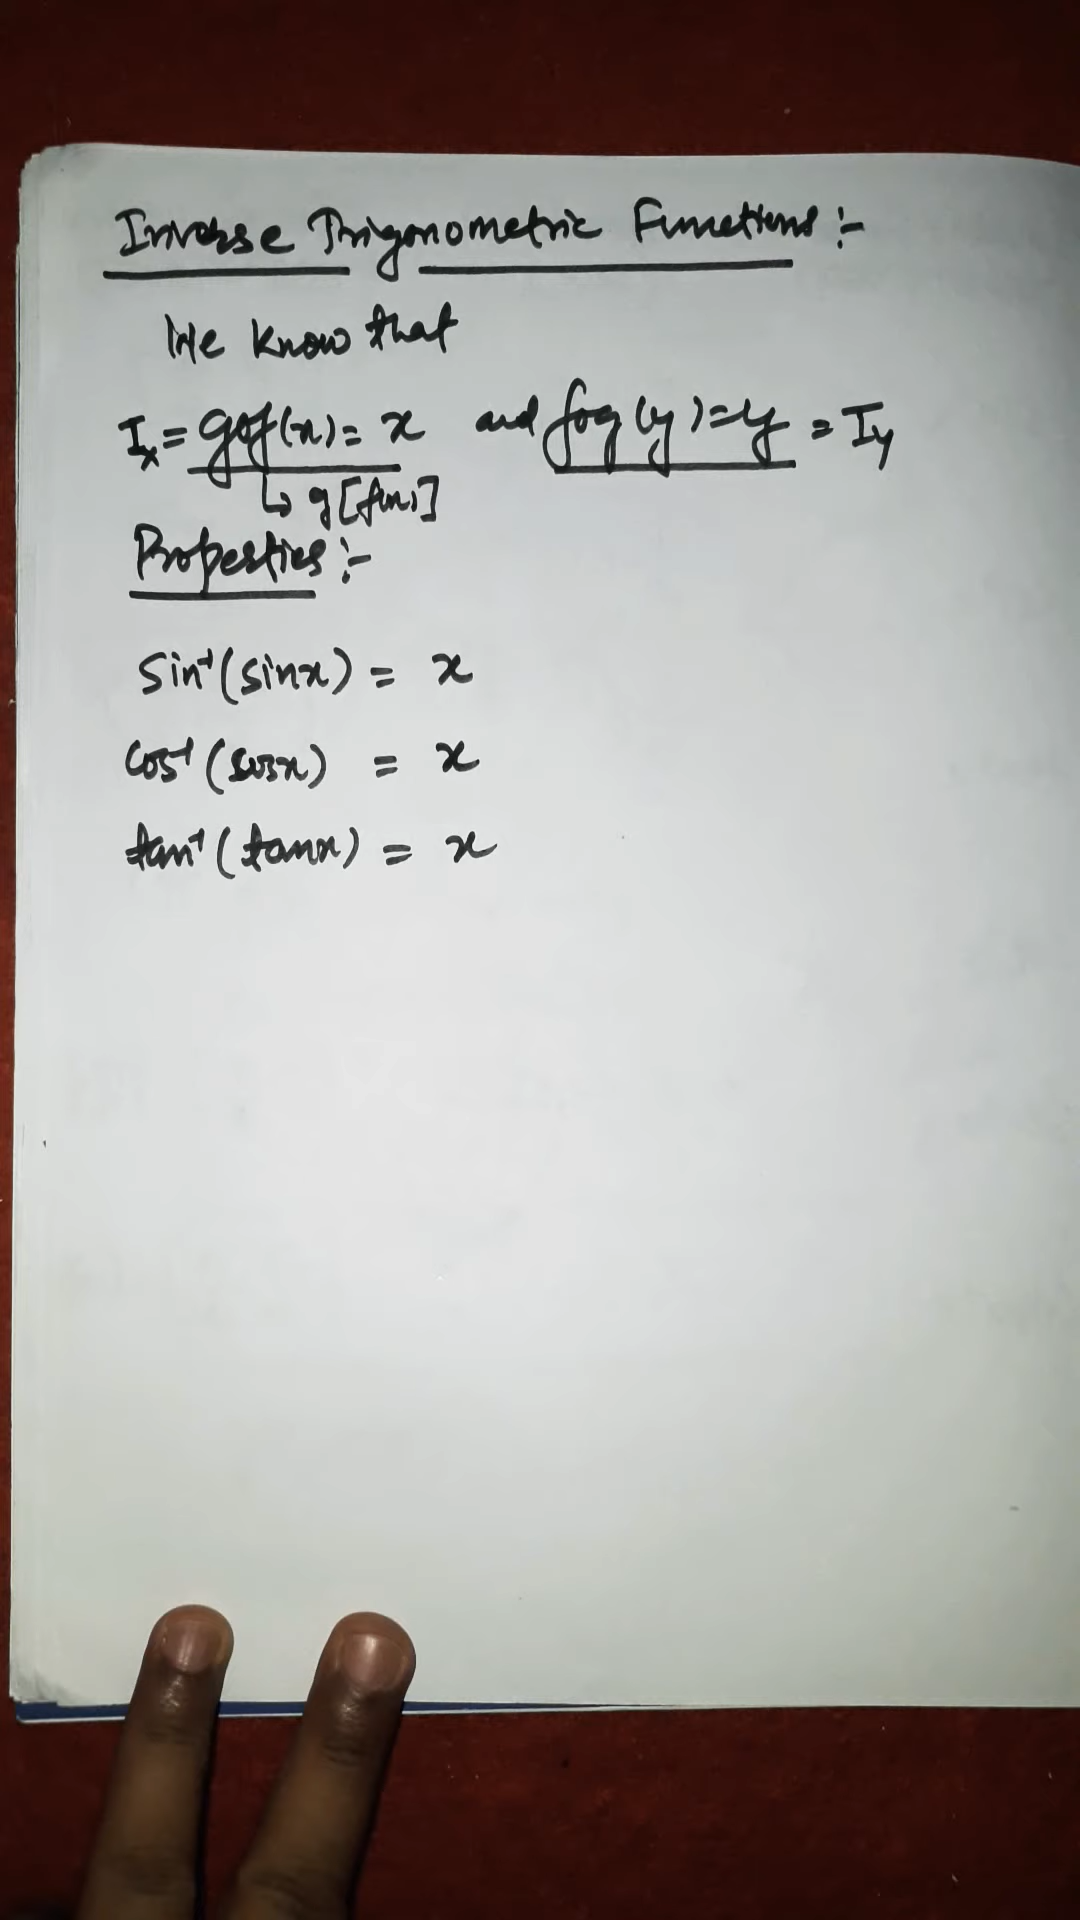 Inverse Trigonometric Functions :-
We know that
Iₓ = gof(x) = x and fog(y) = y = Iᵧ
↳ g[f(x)]
Properties :-
Sin⁻¹(sinx) = x
Cos⁻¹(cosx) = x
tan⁻¹(tanx) = x